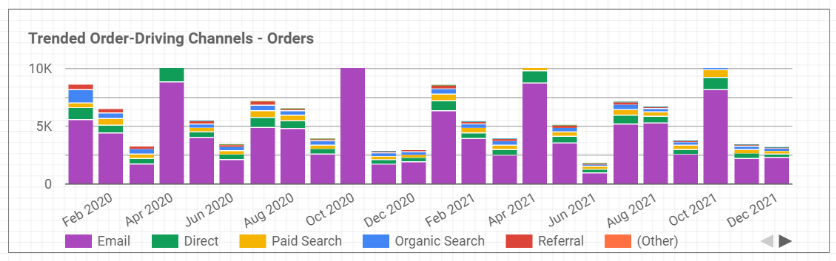 Trended Order-Driving Channels - Orders
10K
5K
0
Feb 2020 Apr 2020 Jun 2020 Aug 2020 Oct 2020 Dec 2020 Feb 2021 Apr 2021 Jun 2021 Aug 2021 Oct 2021 Dec 2021
Email Direct Paid Search Organic Search Referral (Other)